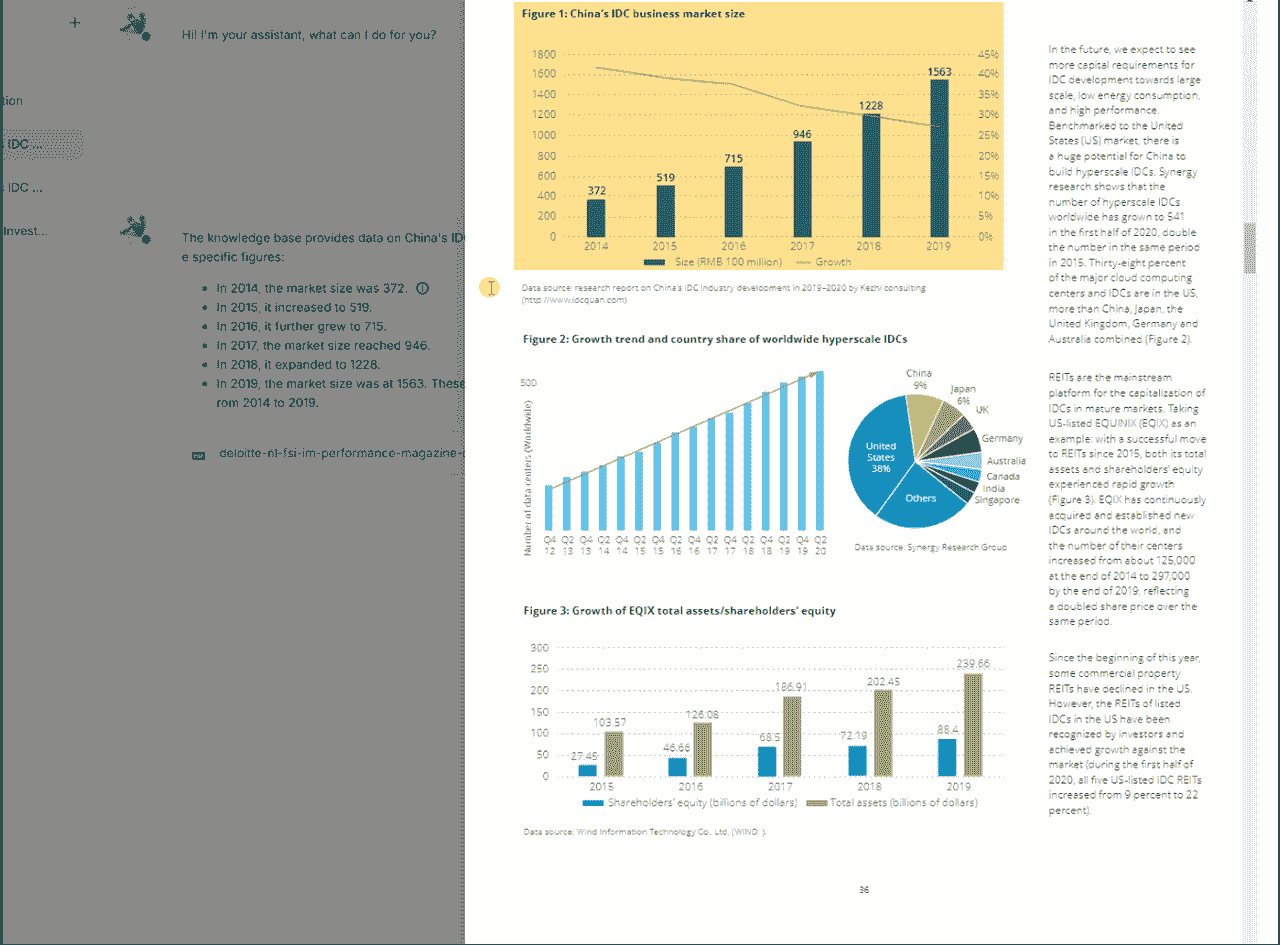 +
Hi! I'm your assistant, what can I do for you?
tion
IDC ...
IDC ...
Invest...
The knowledge base provides data on China's ID
e specific figures:
• In 2014, the market size was 372.
• In 2015, it increased to 519.
• In 2016, it further grew to 715.
• In 2017, the market size reached 946.
• In 2018, it expanded to 1228.
• In 2019, the market size was at 1563. These
rom 2014 to 2019.
deloitte-nl-fsi-im-performance-magazine-
Figure 1: China's IDC business market size
1800 45%
1600 40%
1400 35%
1200 30%
1000 25%
800 20%
600 15%
400 10%
200 5%
0 0%
372 519 715 946 1228 1563
2014 2015 2016 2017 2018 2019
Size (RMB 100 million) Growth
Data source: research report on China's IDC Industry development in 2019–2020 by Kezhi consulting
(http://www.idcquan.com)
Figure 2: Growth trend and country share of worldwide hyperscale IDCs
500
Number of data centers (Worldwide)
Q4 Q2 Q4 Q2 Q4 Q2 Q4 Q2 Q4 Q2 Q4 Q2 Q4 Q2 Q4 Q2
12 13 13 14 14 15 15 16 16 17 17 18 18 19 19 20
China
9%
Japan
6%
UK
Germany
Australia
Canada
India
Singapore
Others
United
States
38%
Data source: Synergy Research Group
Figure 3: Growth of EQIX total assets/shareholders' equity
300
250
200
150
100
50
0
27.45 103.57
46.66 126.08
68.5 186.91
72.19 202.45
88.4 239.66
2015 2016 2017 2018 2019
Shareholders' equity (billions of dollars) Total assets (billions of dollars)
Data source: Wind Information Technology Co., Ltd, (WIND ).
36
In the future, we expect to see
more capital requirements for
IDC development towards large
scale, low energy consumption,
and high performance.
Benchmarked to the United
States (US) market, there is
a huge potential for China to
build hyperscale IDCs. Synergy
research shows that the
number of hyperscale IDCs
worldwide has grown to 541
in the first half of 2020, double
the number in the same period
in 2015. Thirty-eight percent
of the major cloud computing
centers and IDCs are in the US,
more than China, Japan, the
United Kingdom, Germany and
Australia combined (Figure 2).
REITs are the mainstream
platform for the capitalization of
IDCs in mature markets. Taking
US-listed EQUINIX (EQIX) as an
example: with a successful move
to REITs since 2015, both its total
assets and shareholders' equity
experienced rapid growth
(Figure 3). EQIX has continuously
acquired and established new
IDCs around the world, and
the number of their centers
increased from about 125,000
at the end of 2014 to 297,000
by the end of 2019, reflecting
a doubled share price over the
same period.
Since the beginning of this year,
some commercial property
REITs have declined in the US.
However, the REITs of listed
IDCs in the US have been
recognized by investors and
achieved growth against the
market (during the first half of
2020, all five US-listed IDC REITs
increased from 9 percent to 22
percent).